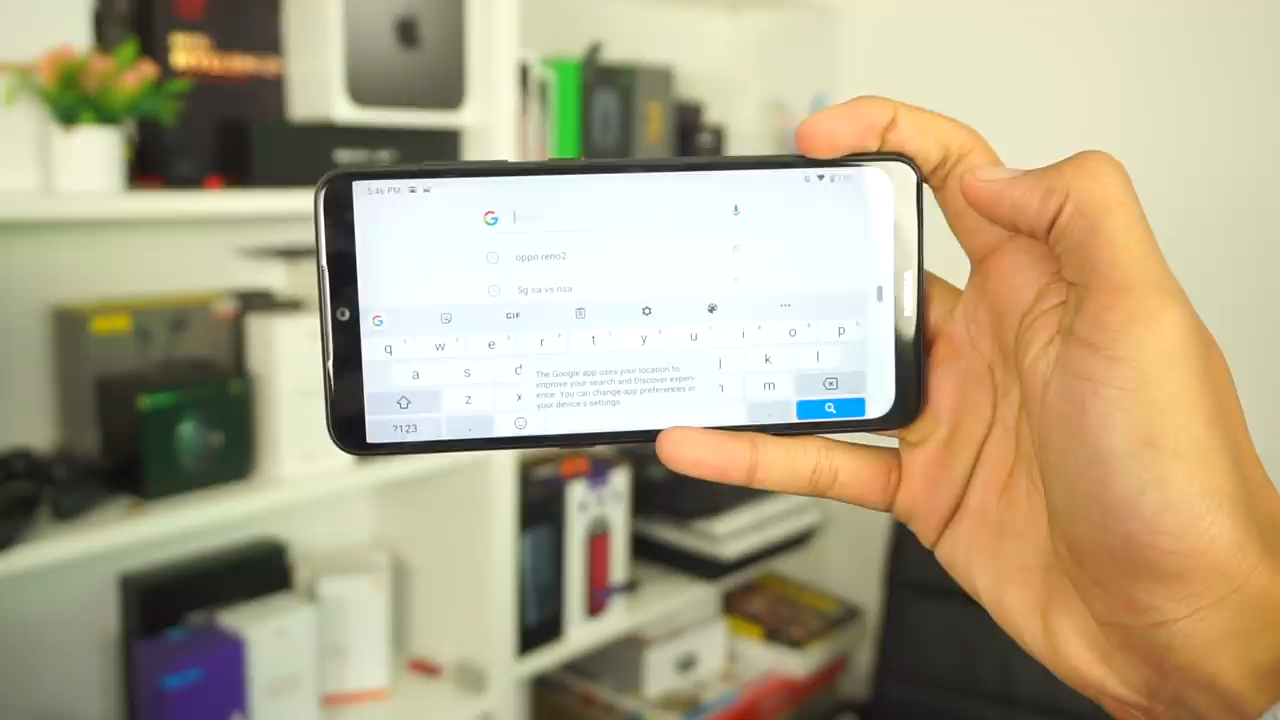 5:46 PM
G
oppo reno2
5g sa vs nsa
G GIF ...
q w e r t y u i o p
a s d k l
The Google app uses your location to
improve your search and Discover experi-
ence. You can change app preferences in
your device's settings.
z x m
?123 , .